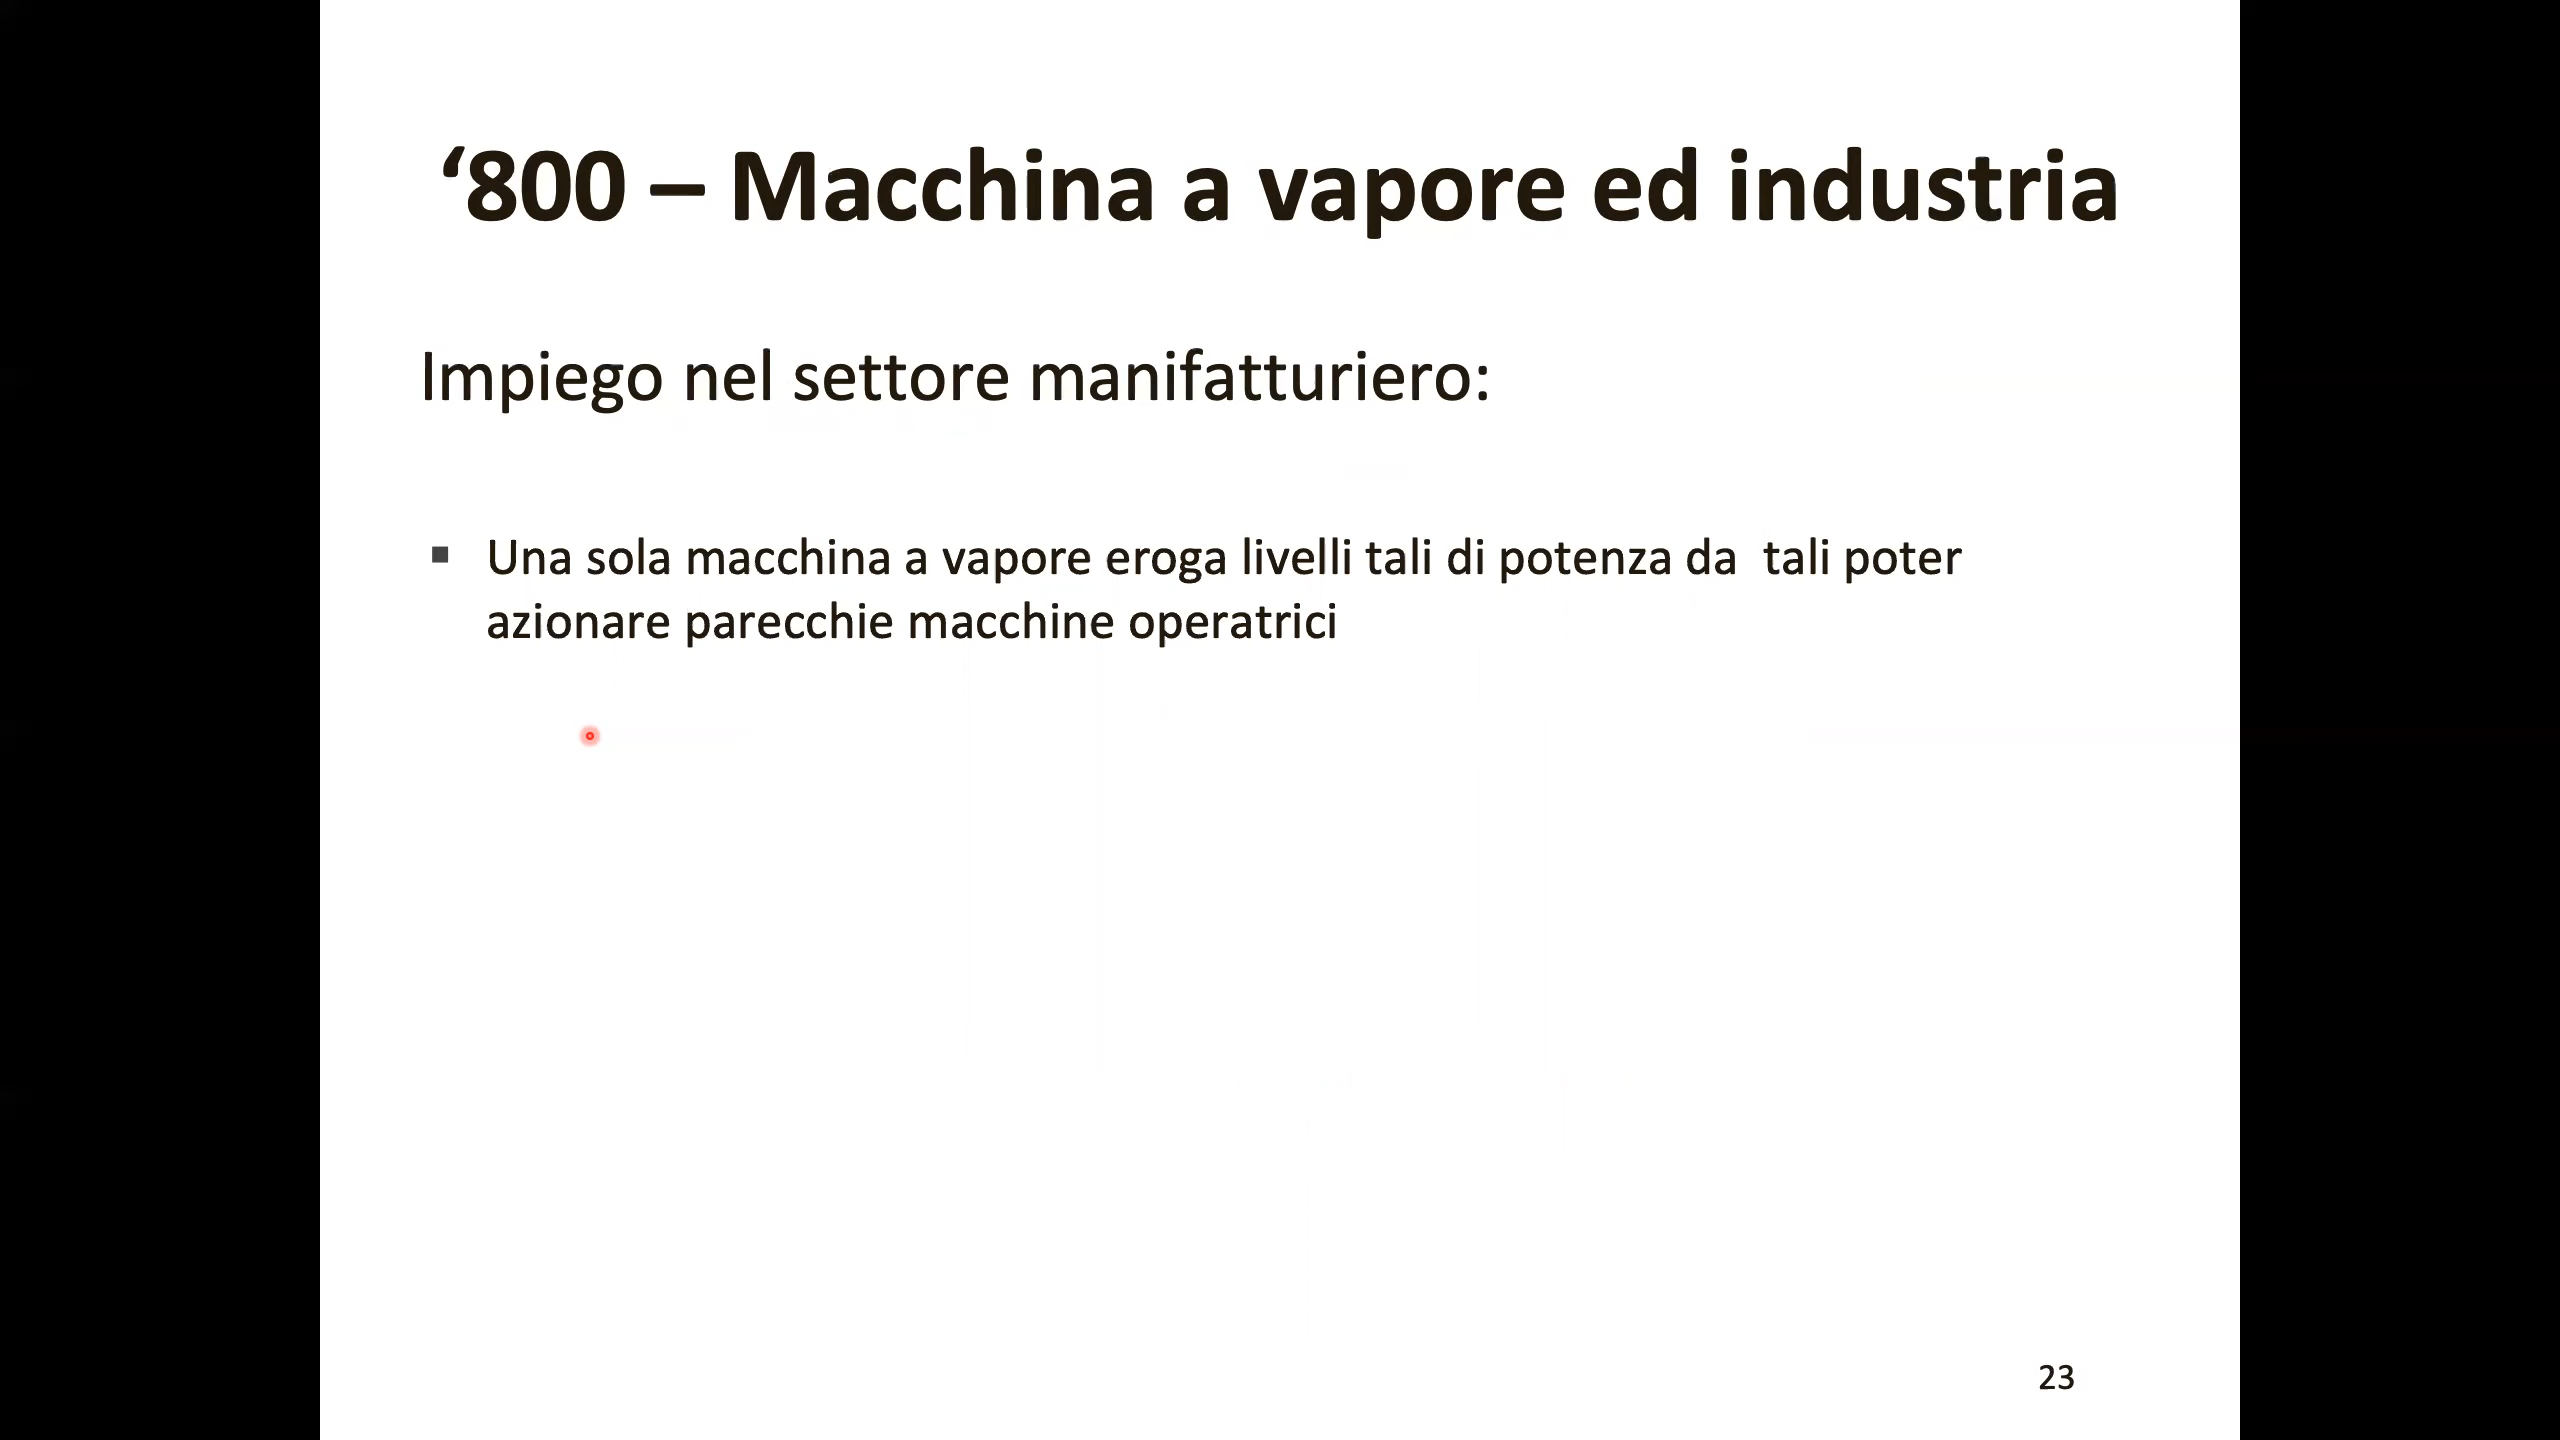 ‘800 – Macchina a vapore ed industria
Impiego nel settore manifatturiero:
Una sola macchina a vapore eroga livelli tali di potenza da  tali poter
azionare parecchie macchine operatrici
23